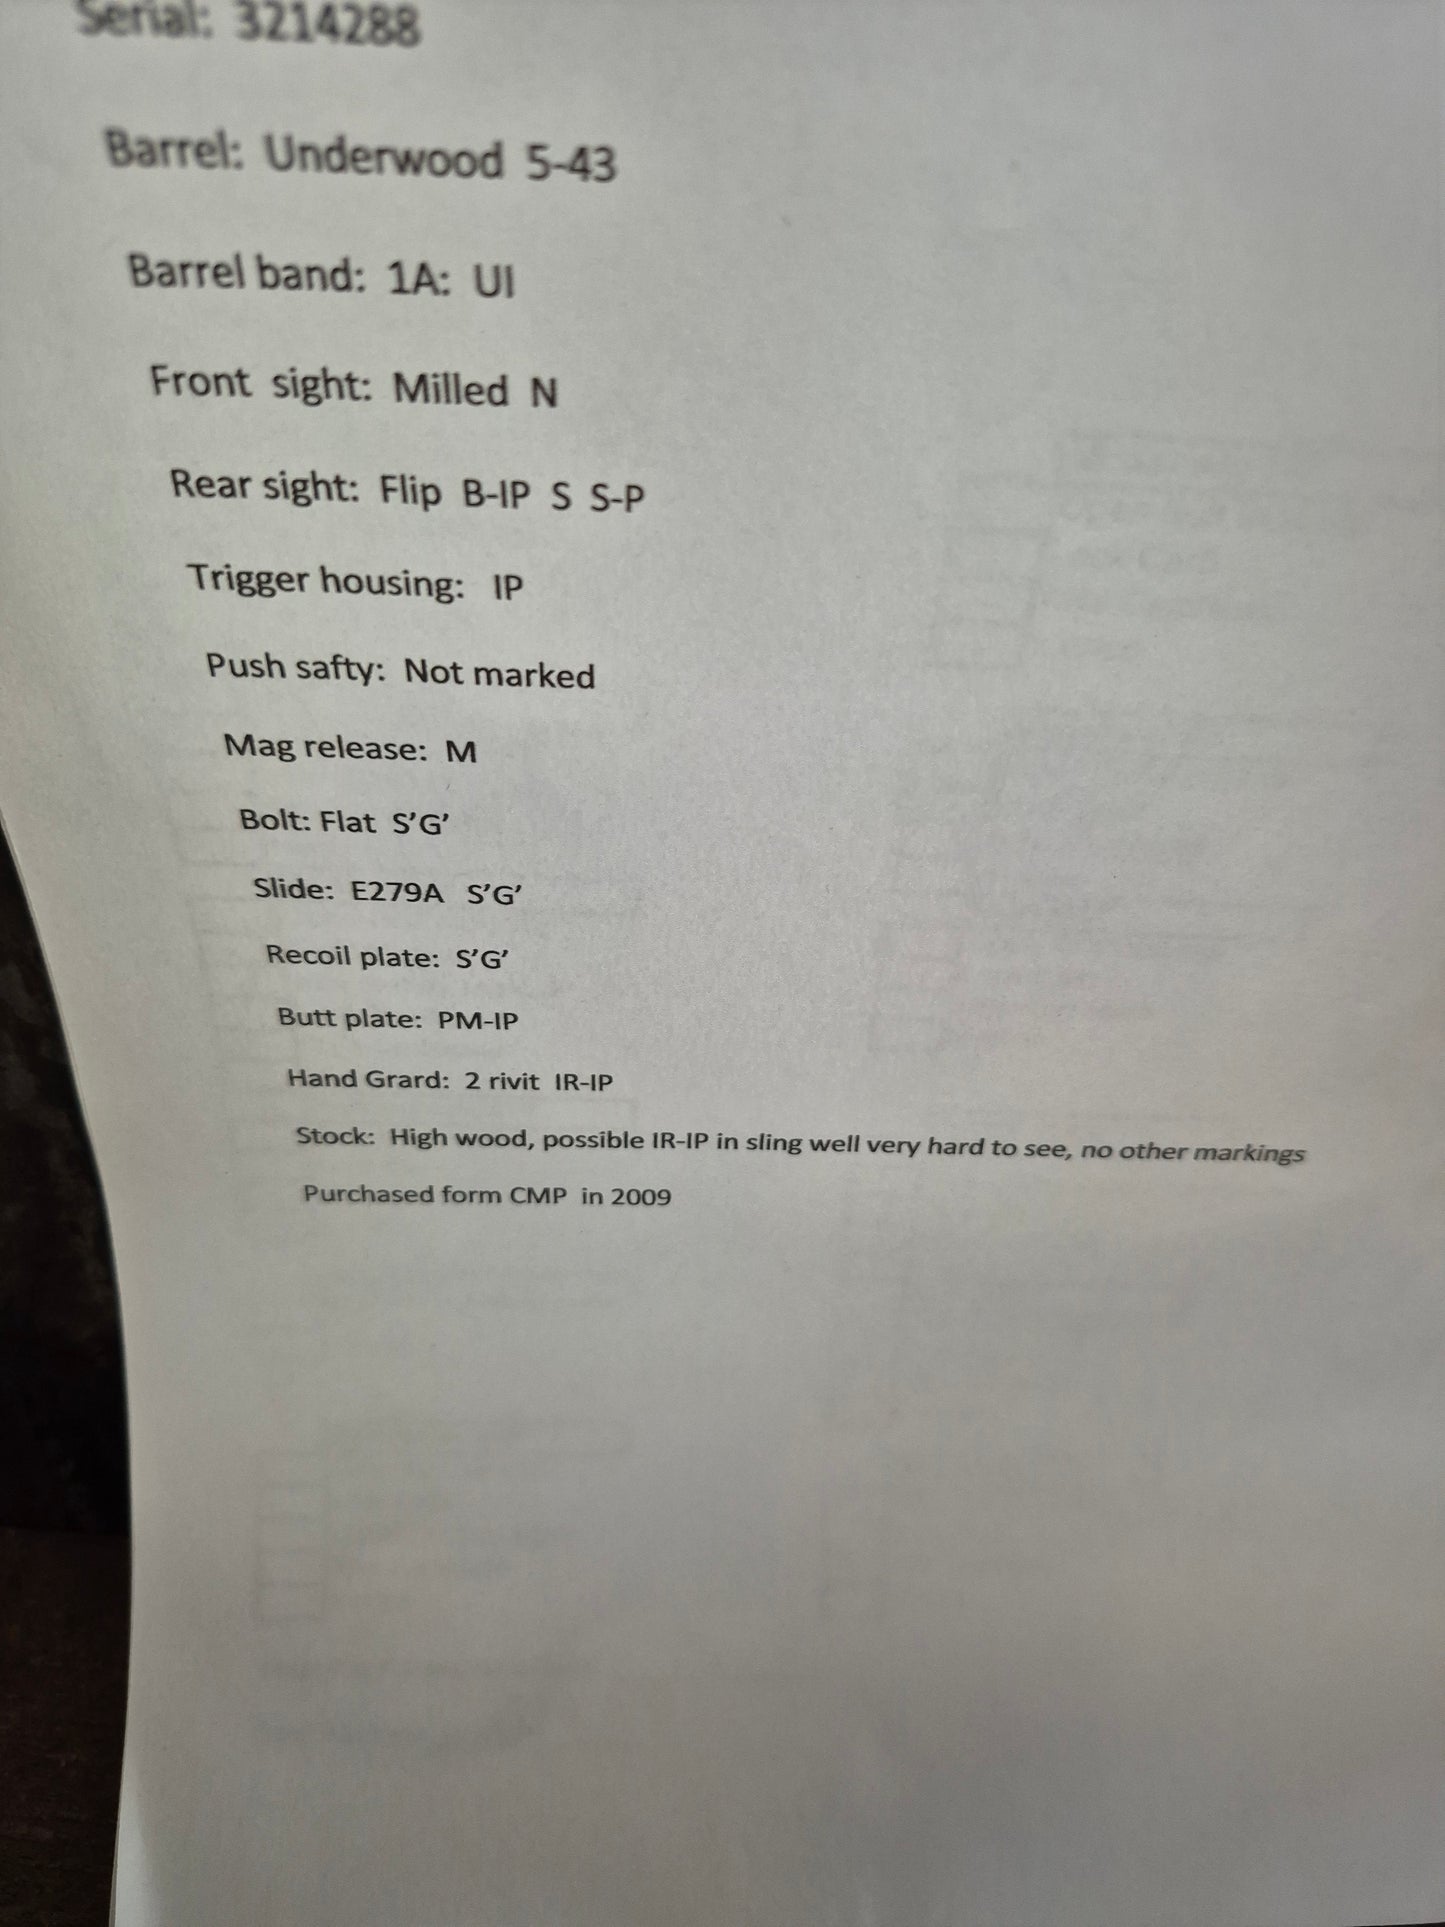 Serial: 3214288
Barrel: Underwood 5-43
Barrel band: 1A: UI
Front sight: Milled N
Rear sight: Flip B-IP S S-P
Trigger housing: IP
Push safty: Not marked
Mag release: M
Bolt: Flat S’G’
Slide: E279A S’G’
Recoil plate: S’G’
Butt plate: PM-IP
Hand Grard: 2 rivit IR-IP
Stock: High wood, possible IR-IP in sling well very hard to see, no other markings
Purchased form CMP in 2009